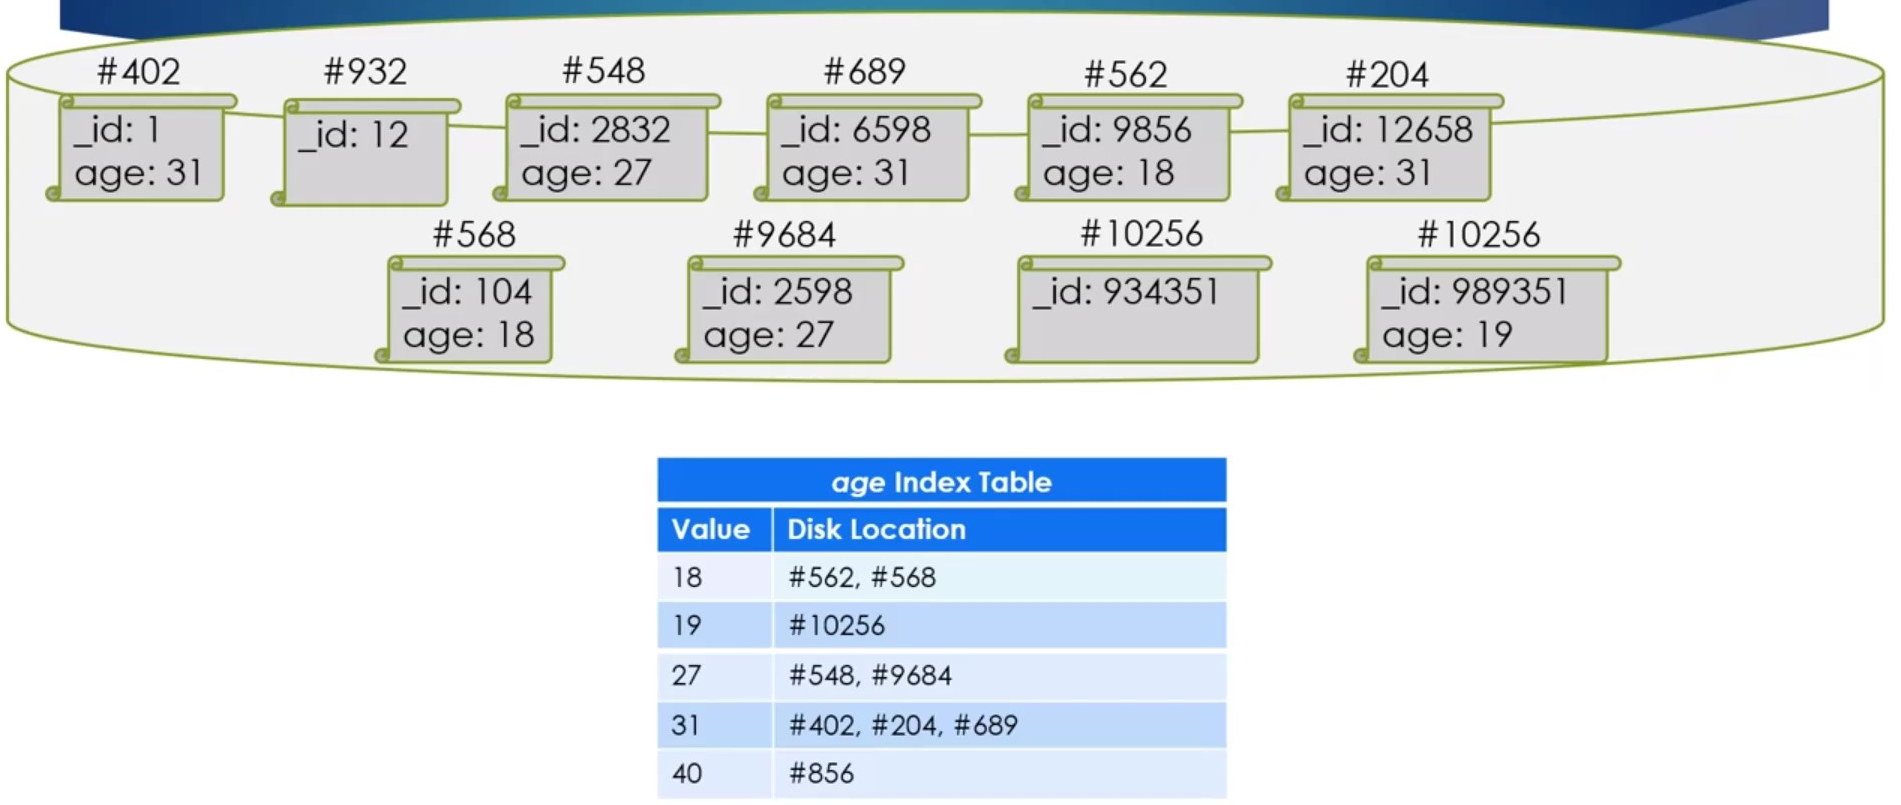 #402 #932 #548 #689 #562 #204
_id: 1 _id: 12 _id: 2832 _id: 6598 _id: 9856 _id: 12658
age: 31 age: 27 age: 31 age: 18 age: 31
#568 #9684 #10256 #10256
_id: 104 _id: 2598 _id: 934351 _id: 989351
age: 18 age: 27 age: 19
age Index Table
Value Disk Location
18 #562, #568
19 #10256
27 #548, #9684
31 #402, #204, #689
40 #856